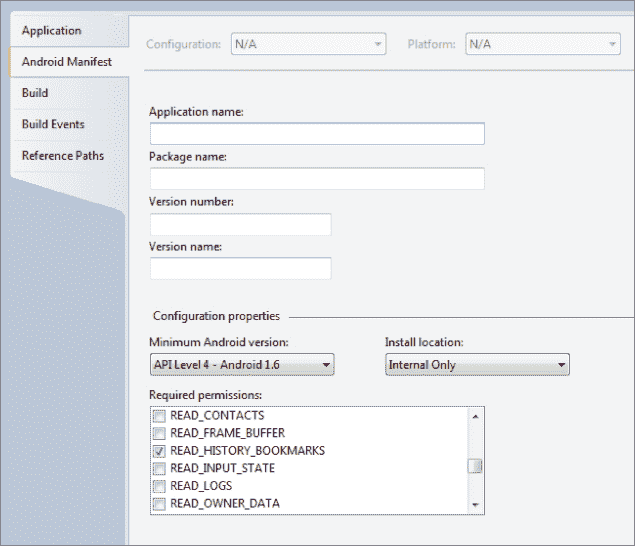 Application
Android Manifest
Build
Build Events
Reference Paths
Configuration: N/A Platform: N/A
Application name:
Package name:
Version number:
Version name:
Configuration properties
Minimum Android version: Install location:
API Level 4 - Android 1.6 Internal Only
Required permissions:
READ_CONTACTS
READ_FRAME_BUFFER
READ_HISTORY_BOOKMARKS
READ_INPUT_STATE
READ_LOGS
READ_OWNER_DATA